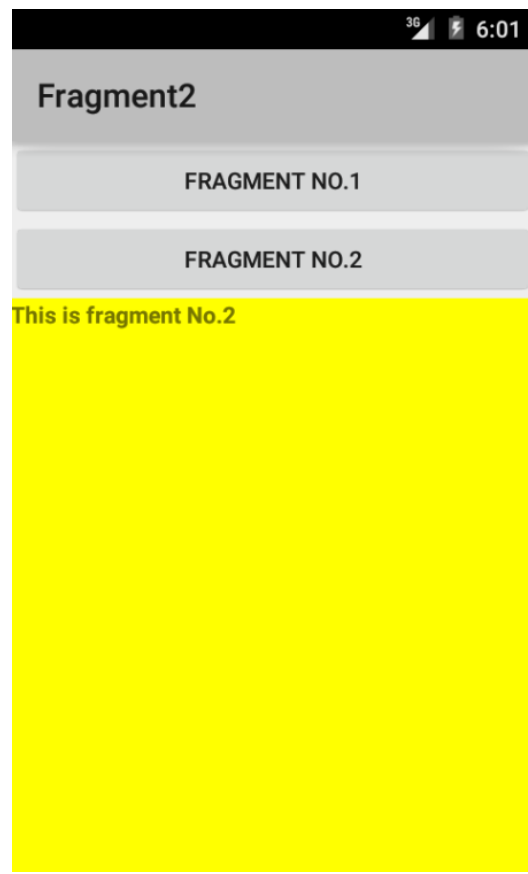 3G 6:01
Fragment2
FRAGMENT NO.1
FRAGMENT NO.2
This is fragment No.2